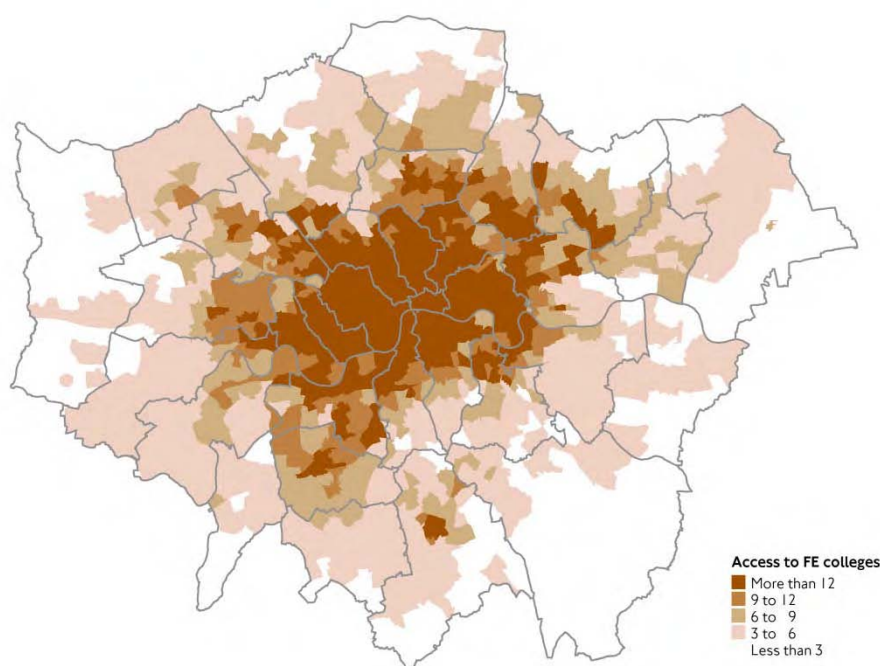 Access to FE colleges
More than 12
9 to 12
6 to 9
3 to 6
Less than 3